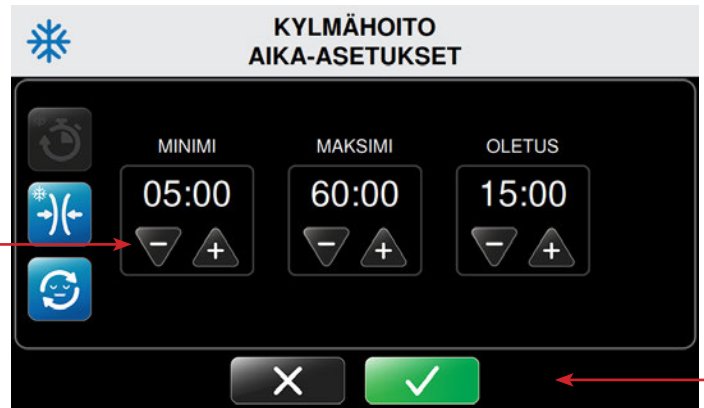 KYLMÄHOITO
AIKA-ASETUKSET
MINIMI MAKSIMI OLETUS
05:00 60:00 15:00
− + − + − +